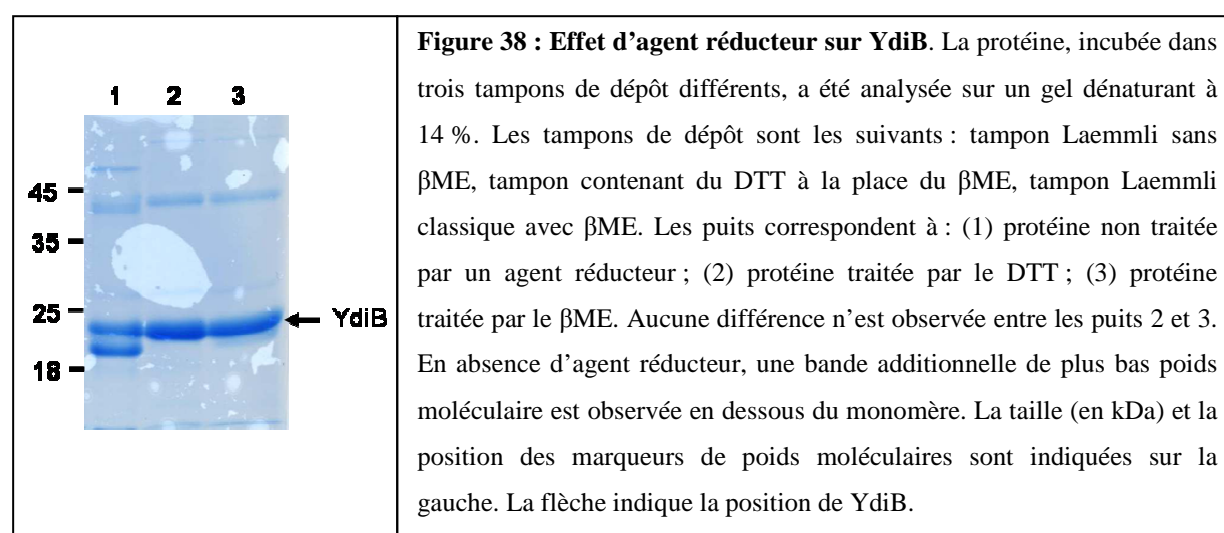 1 2 3
45
35
25
YdiB
18
Figure 38 : Effet d’agent réducteur sur YdiB. La protéine, incubée dans
trois tampons de dépôt différents, a été analysée sur un gel dénaturant à
14 %. Les tampons de dépôt sont les suivants : tampon Laemmli sans
βME, tampon contenant du DTT à la place du βME, tampon Laemmli
classique avec βME. Les puits correspondent à : (1) protéine non traitée
par un agent réducteur ; (2) protéine traitée par le DTT ; (3) protéine
traitée par le βME. Aucune différence n’est observée entre les puits 2 et 3.
En absence d’agent réducteur, une bande additionnelle de plus bas poids
moléculaire est observée en dessous du monomère. La taille (en kDa) et la
position des marqueurs de poids moléculaires sont indiquées sur la
gauche. La flèche indique la position de YdiB.